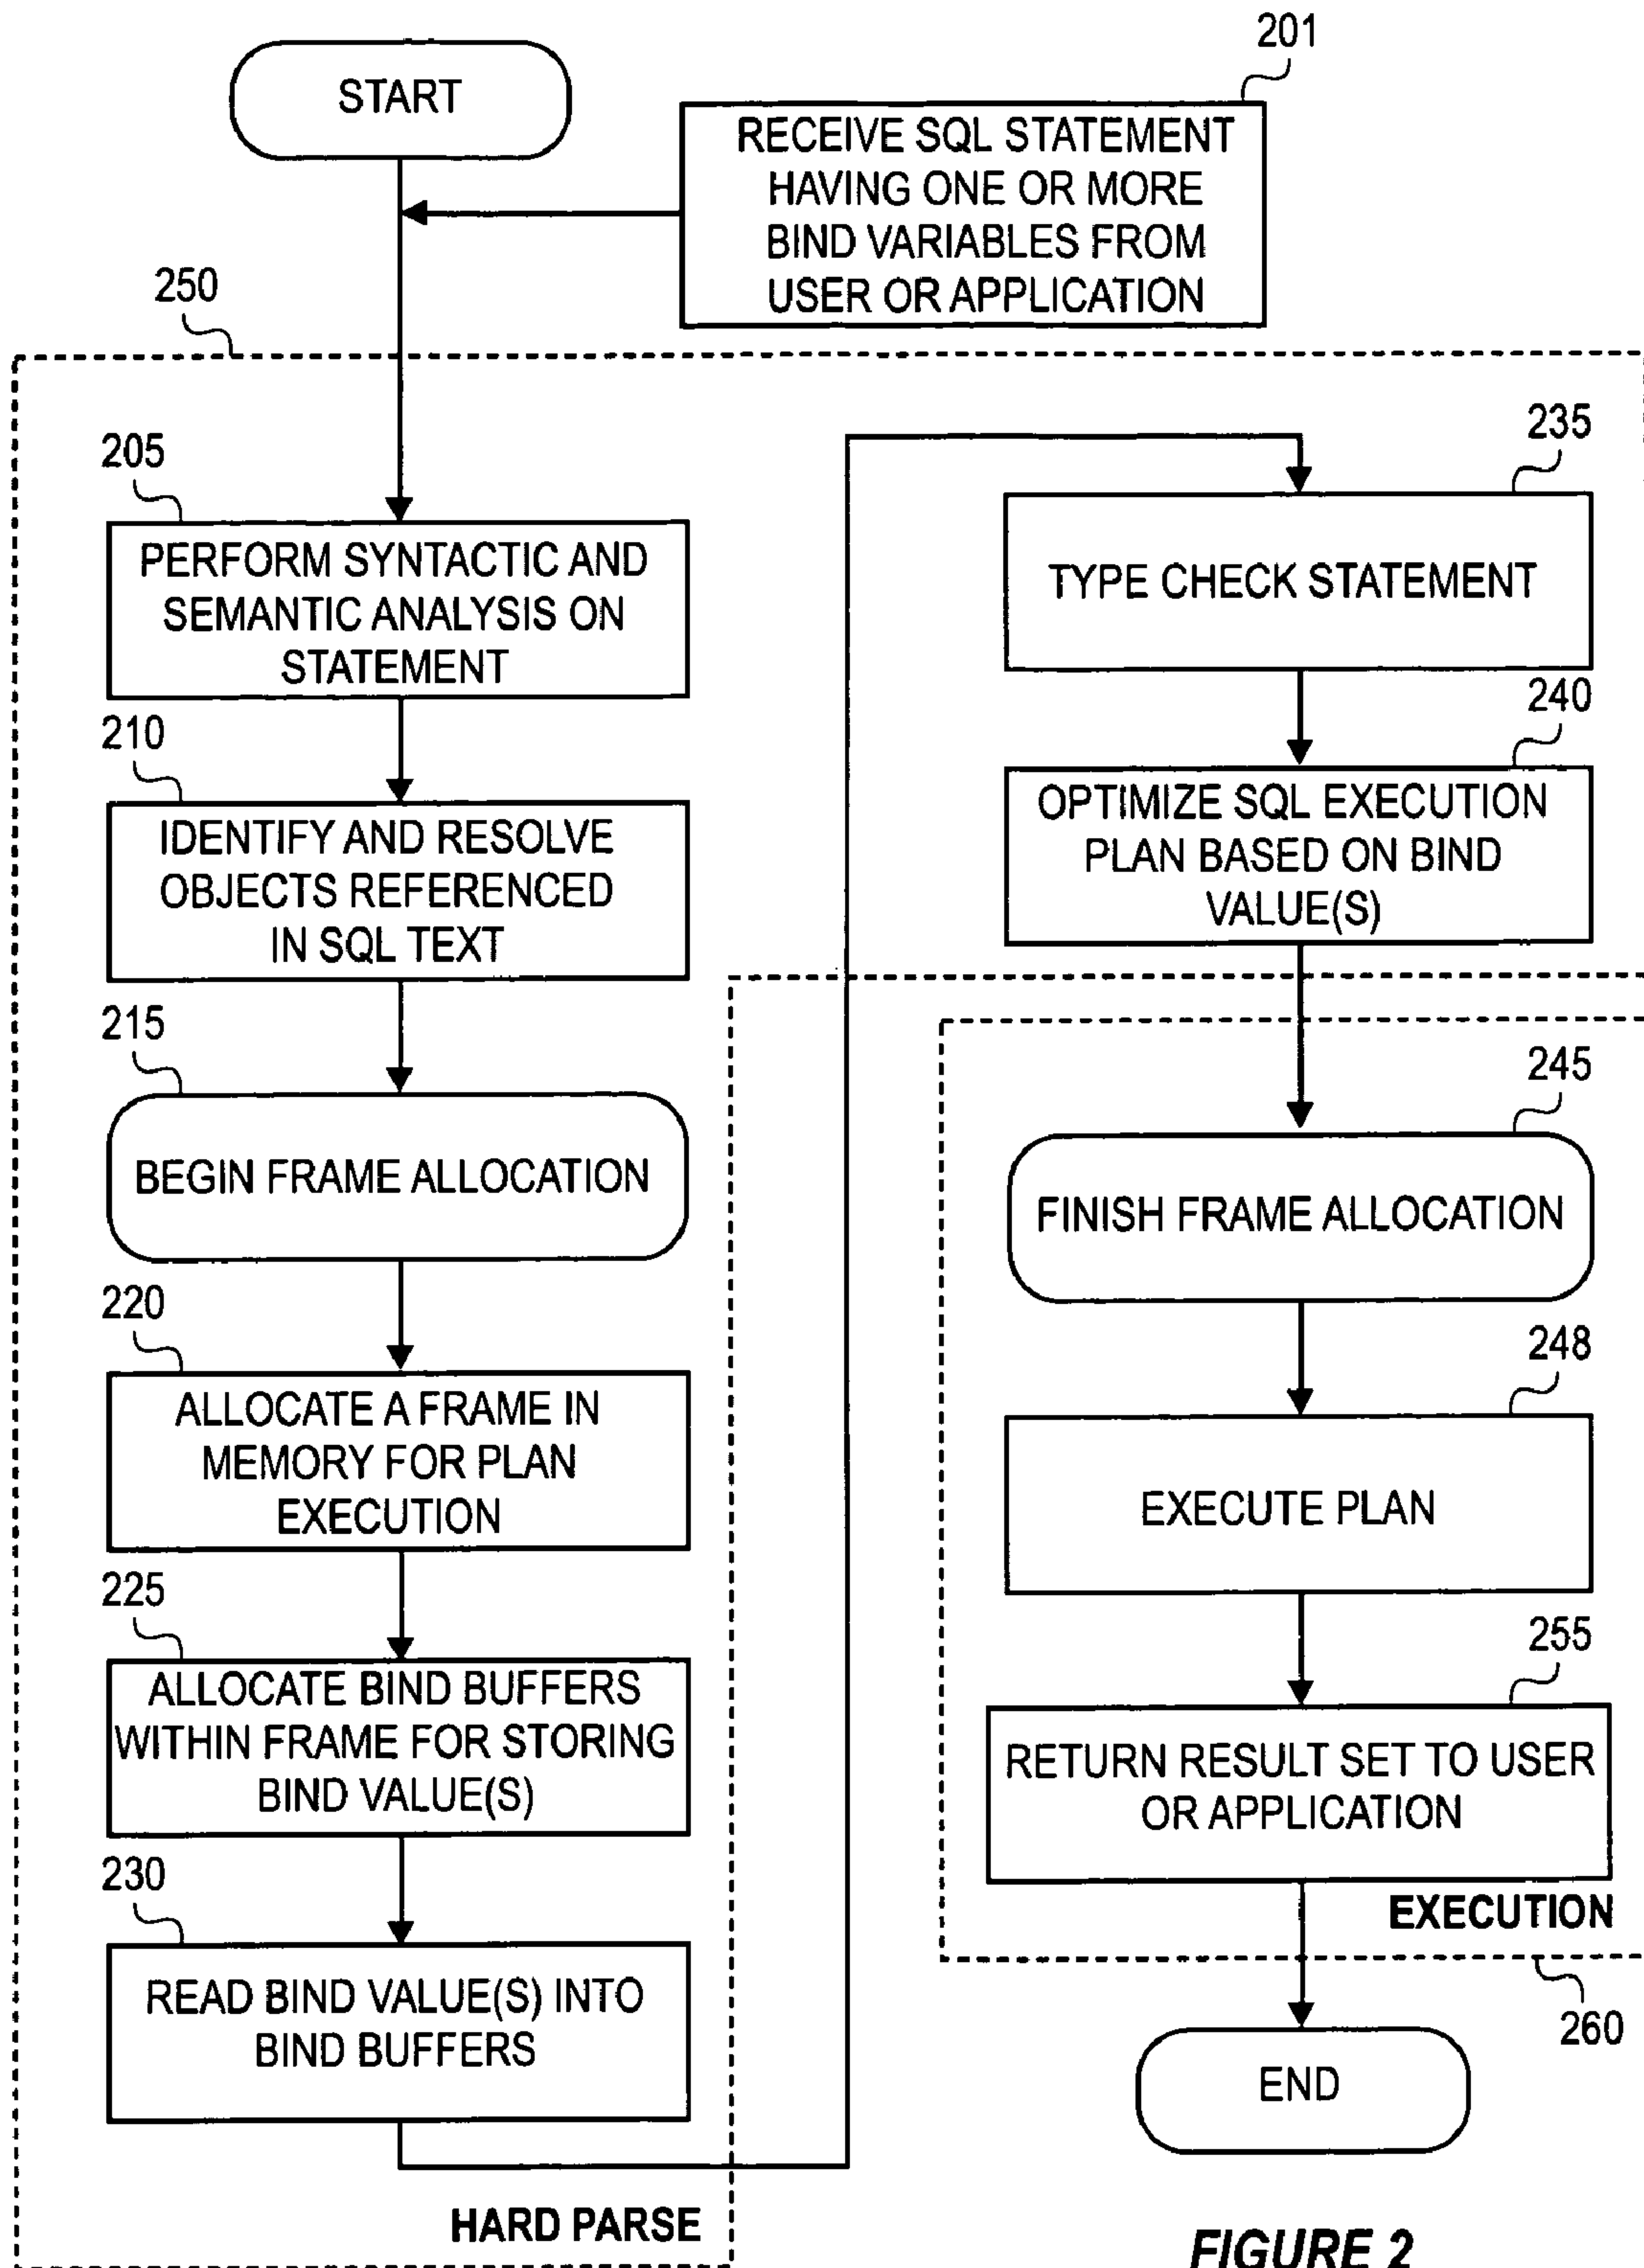 START
201
RECEIVE SQL STATEMENT
HAVING ONE OR MORE
BIND VARIABLES FROM
USER OR APPLICATION
250
205
PERFORM SYNTACTIC AND
SEMANTIC ANALYSIS ON
STATEMENT
210
IDENTIFY AND RESOLVE
OBJECTS REFERENCED
IN SQL TEXT
215
BEGIN FRAME ALLOCATION
220
ALLOCATE A FRAME IN
MEMORY FOR PLAN
EXECUTION
225
ALLOCATE BIND BUFFERS
WITHIN FRAME FOR STORING
BIND VALUE(S)
230
READ BIND VALUE(S) INTO
BIND BUFFERS
HARD PARSE
235
TYPE CHECK STATEMENT
240
OPTIMIZE SQL EXECUTION
PLAN BASED ON BIND
VALUE(S)
245
FINISH FRAME ALLOCATION
248
EXECUTE PLAN
255
RETURN RESULT SET TO USER
OR APPLICATION
EXECUTION
260
END
FIGURE 2